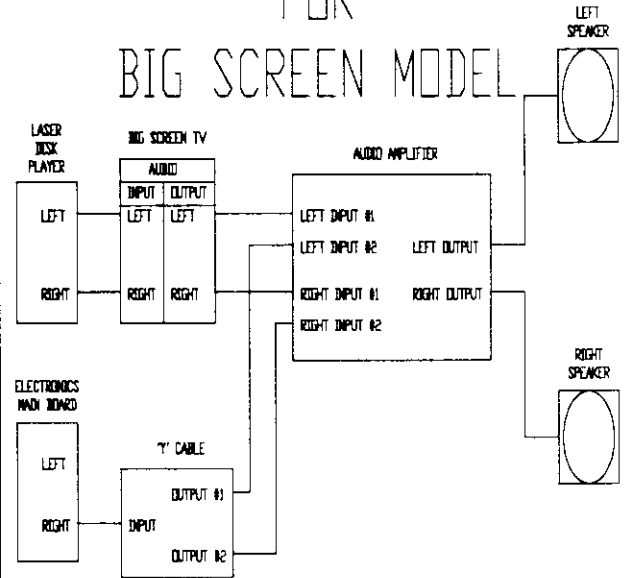 FOR
BIG SCREEN MODEL
LEFT
SPEAKER
LASER
DISK
PLAYER
LEFT
RIGHT
BIG SCREEN TV
AUDIO
INPUT OUTPUT
LEFT LEFT
RIGHT RIGHT
AUDIO AMPLIFIER
LEFT INPUT #1
LEFT INPUT #2
LEFT OUTPUT
RIGHT INPUT #1
RIGHT OUTPUT
RIGHT INPUT #2
RIGHT
SPEAKER
ELECTRONICS
MAIN BOARD
LEFT
RIGHT
'Y' CABLE
OUTPUT #1
INPUT
OUTPUT #2